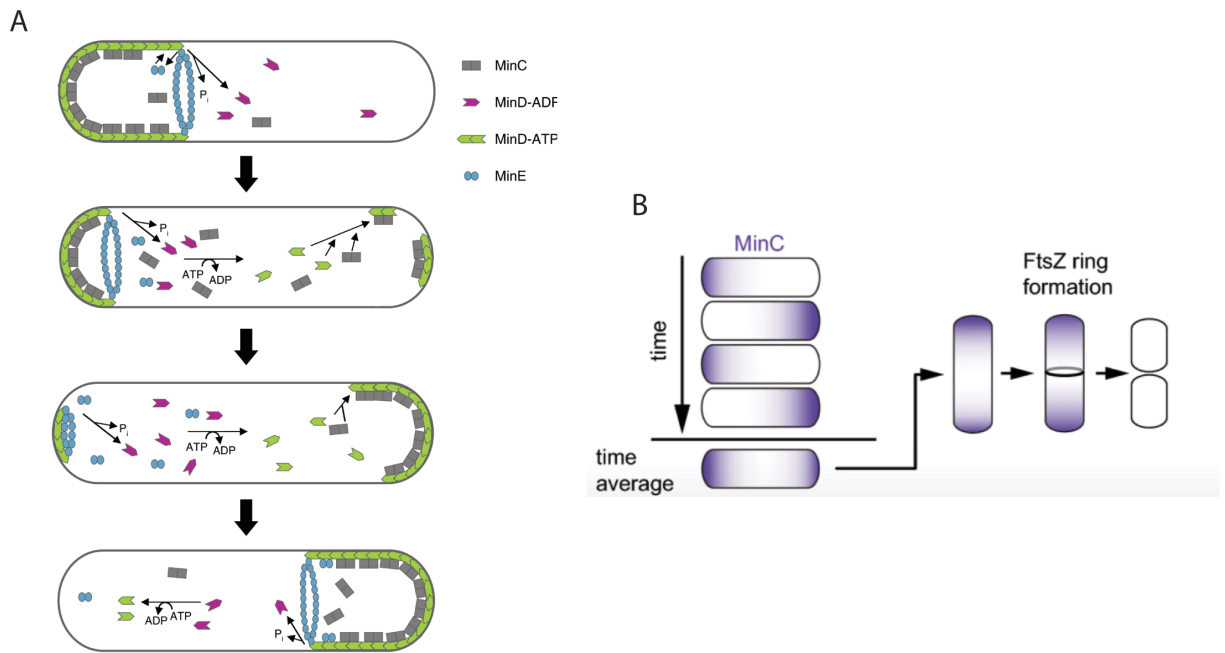 A
MinC
MinD-ADP
MinD-ATP
MinE
Pi
Pi
ATP
ADP
Pi
ATP
ADP
ADP
ATP
Pi
B
MinC
time
time
average
FtsZ ring
formation